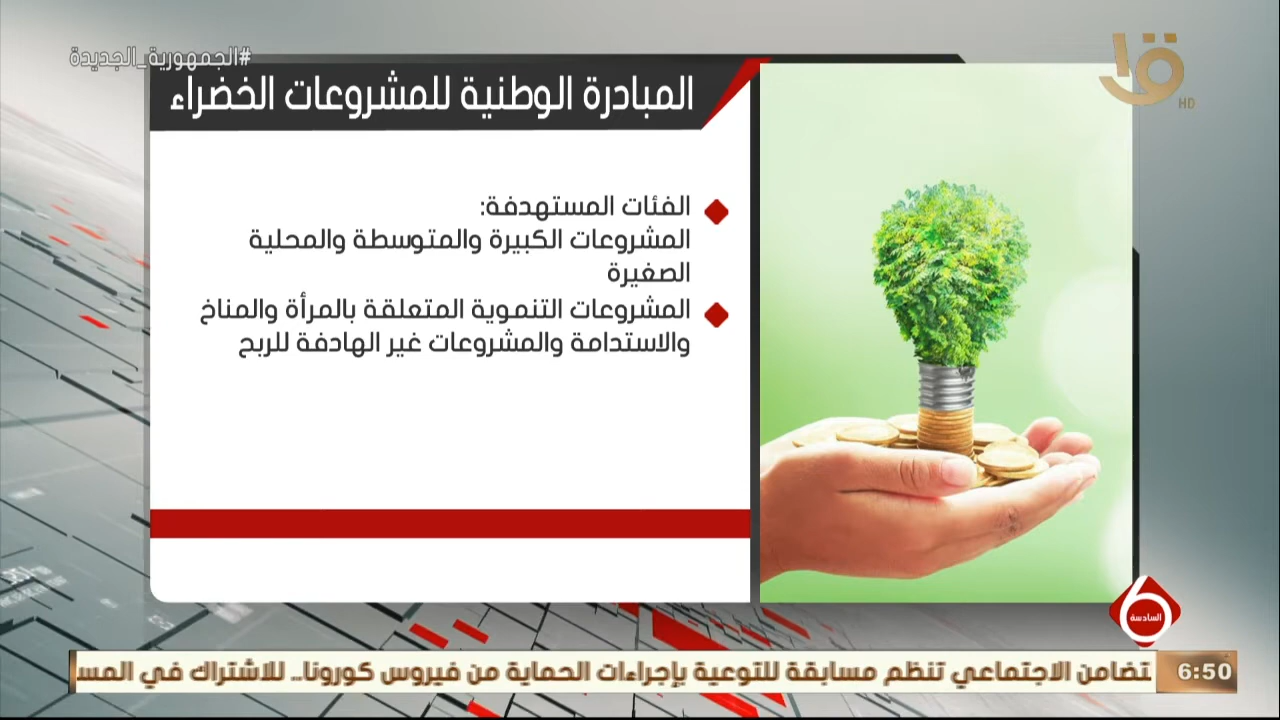 #الجمهورية_الجديدة
HD
المبادرة الوطنية للمشروعات الخضراء
الفئات المستهدفة:
المشروعات الكبيرة والمتوسطة والمحلية
الصغيرة
المشروعات التنموية المتعلقة بالمرأة والمناخ
والاستدامة والمشروعات غير الهادفة للربح
6
السادسة
6:50
تضامن الاجتماعي تنظم مسابقة للتوعية بإجراءات الحماية من فيروس كورونا.. للاشتراك في المس